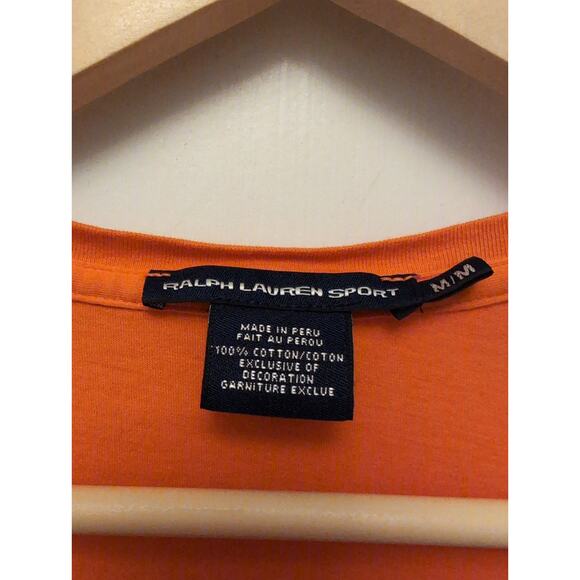 RALPH LAUREN SPORT
M/M
MADE IN PERU
FAIT AU PEROU
100% COTTON/COTON
EXCLUSIVE OF
DECORATION
GARNITURE EXCLUE